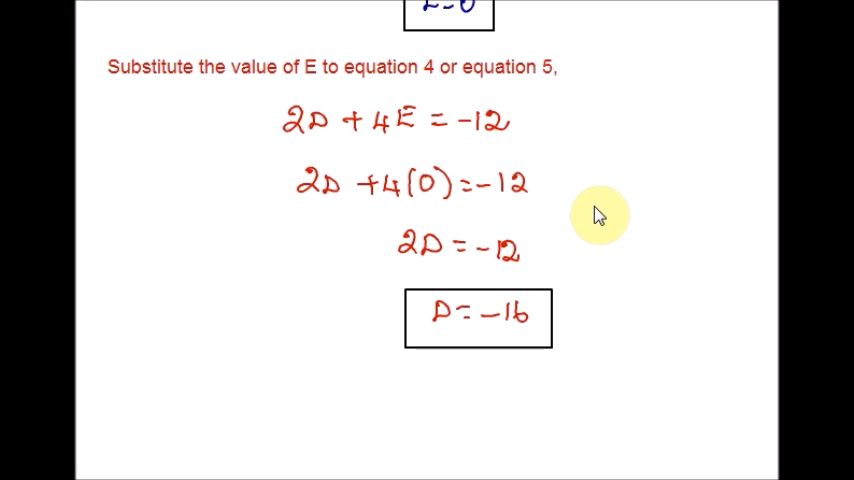 E=0
Substitute the value of E to equation 4 or equation 5,
2D + 4E = -12
2D + 4(0) = -12
2D = -12
D = -16